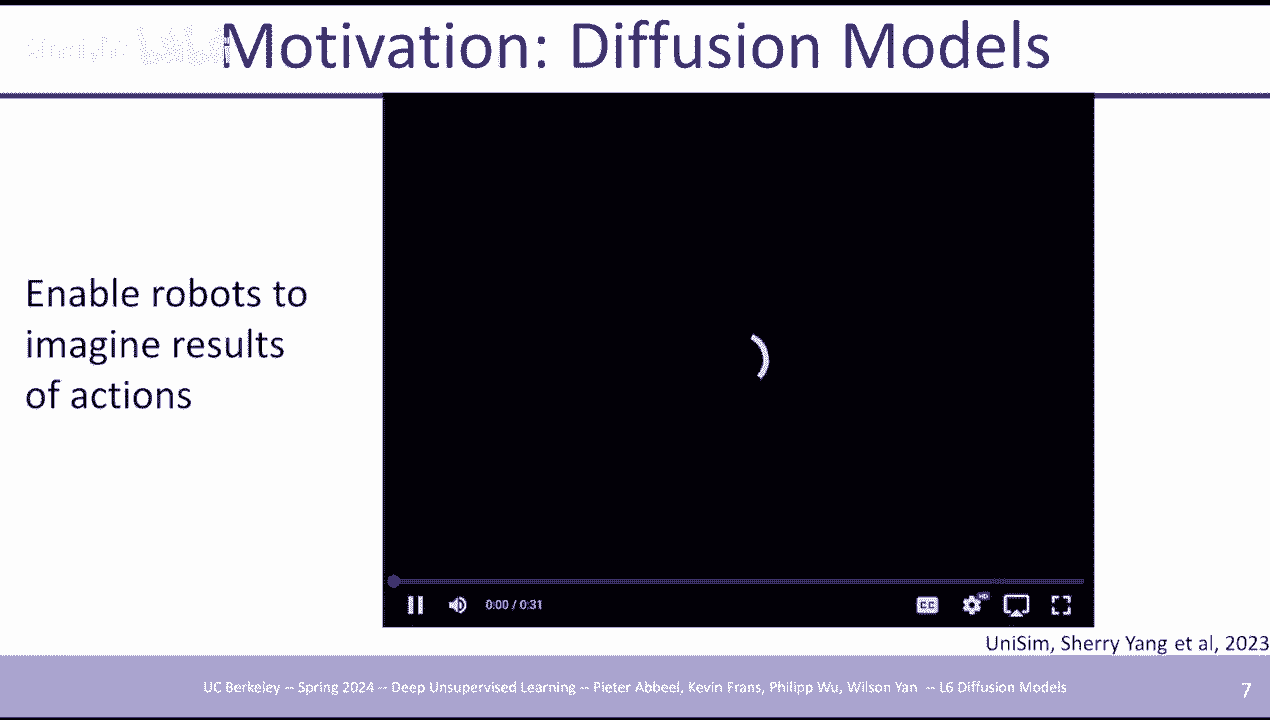 Motivation: Diffusion Models
Enable robots to
imagine results
of actions
CC
HD
0:00 / 0:31
UniSim, Sherry Yang et al, 2023
UC Berkeley -- Spring 2024 -- Deep Unsupervised Learning -- Pieter Abbeel, Kevin Frans, Philipp Wu, Wilson Yan -- L6 Diffusion Models
7